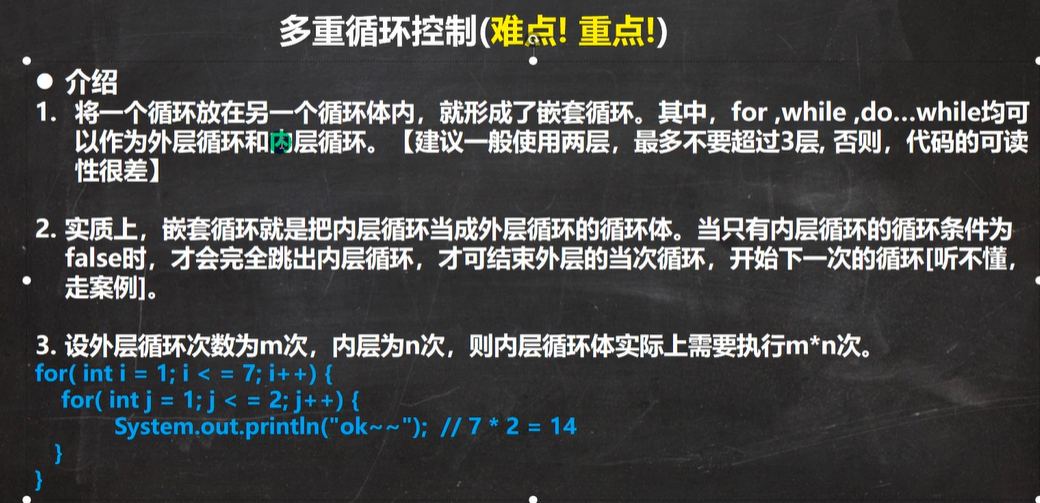 多重循环控制(难点! 重点!)
● 介绍
1. 将一个循环放在另一个循环体内，就形成了嵌套循环。其中，for ,while ,do...while均可
以作为外层循环和内层循环。【建议一般使用两层，最多不要超过3层, 否则，代码的可读
性很差】
2. 实质上，嵌套循环就是把内层循环当成外层循环的循环体。当只有内层循环的循环条件为
false时，才会完全跳出内层循环，才可结束外层的当次循环，开始下一次的循环[听不懂，
走案例]。
3. 设外层循环次数为m次，内层为n次，则内层循环体实际上需要执行m*n次。
for( int i = 1; i < = 7; i++) {
for( int j = 1; j < = 2; j++) {
System.out.println("ok~~"); // 7 * 2 = 14
}
}